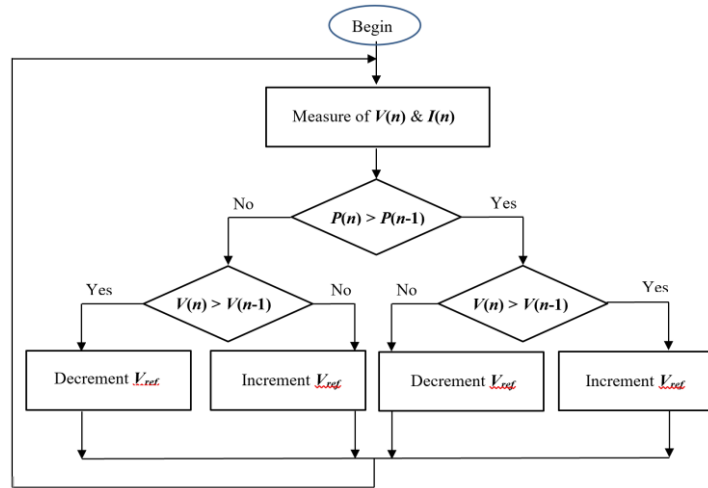 Begin
Measure of V(n) & I(n)
No
Yes
P(n) > P(n-1)
Yes
No
No
Yes
V(n) > V(n-1)
V(n) > V(n-1)
Decrement Vref
Increment Vref
Decrement Vref
Increment Vref